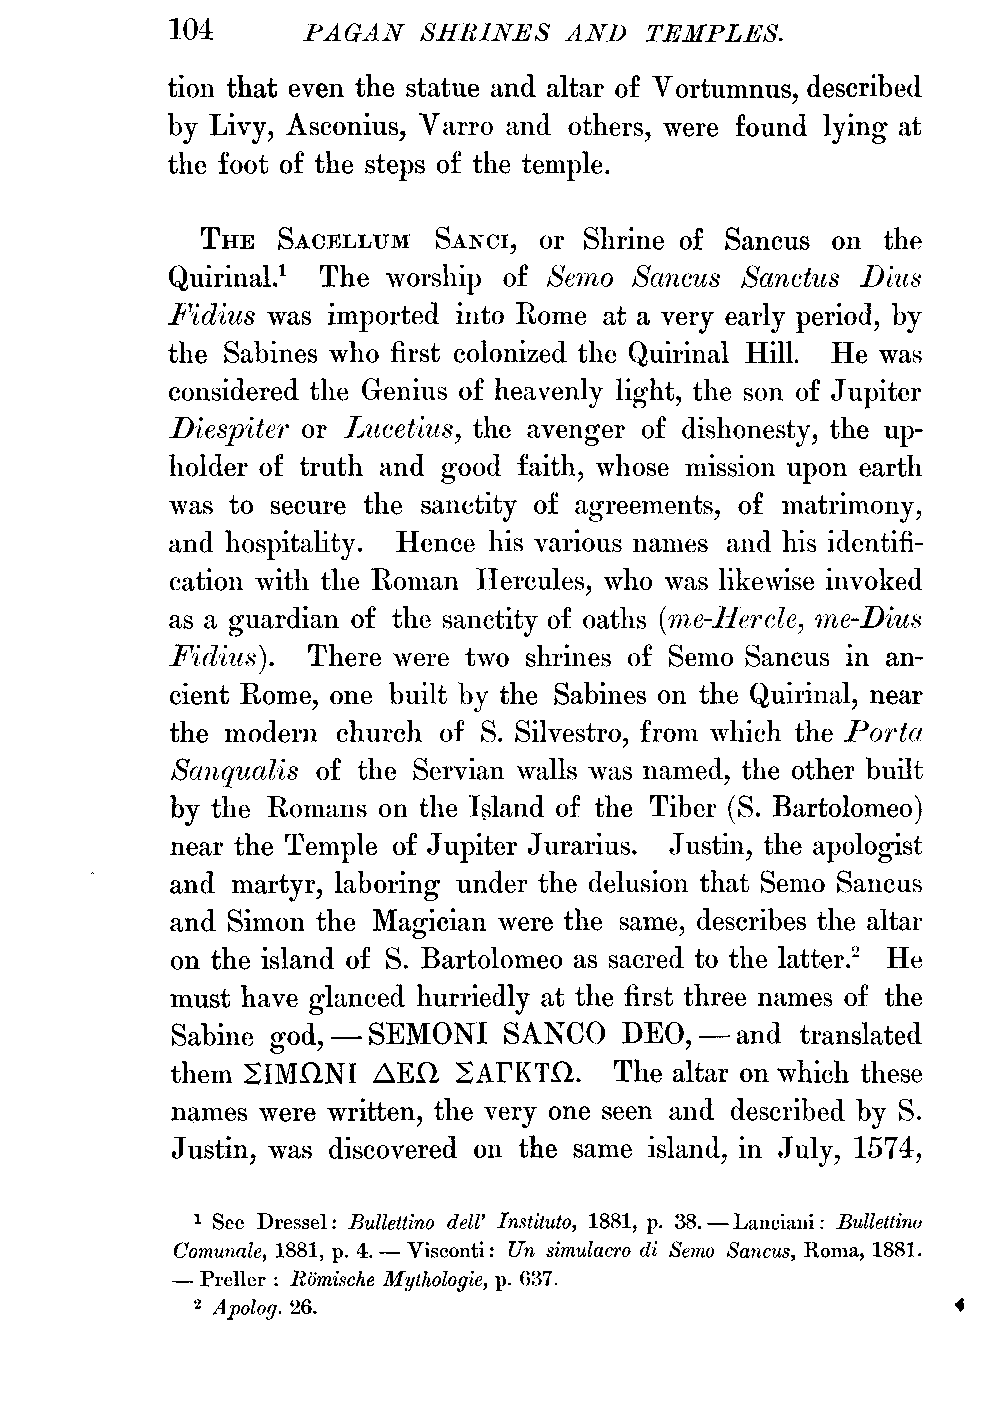 104 PAGAN SHRINES AND TEMPLES.
tion that even the statue and altar of Vortumnus, described
by Livy, Asconius, Varro and others, were found lying at
the foot of the steps of the temple.
THE SACELLUM SANCI, or Shrine of Sancus on the
Quirinal.¹ The worship of Semo Sancus Sanctus Dius
Fidius was imported into Rome at a very early period, by
the Sabines who first colonized the Quirinal Hill. He was
considered the Genius of heavenly light, the son of Jupiter
Diespiter or Lucetius, the avenger of dishonesty, the up-
holder of truth and good faith, whose mission upon earth
was to secure the sanctity of agreements, of matrimony,
and hospitality. Hence his various names and his identifi-
cation with the Roman Hercules, who was likewise invoked
as a guardian of the sanctity of oaths (me-Hercle, me-Dius
Fidius). There were two shrines of Semo Sancus in an-
cient Rome, one built by the Sabines on the Quirinal, near
the modern church of S. Silvestro, from which the Porta
Sanqualis of the Servian walls was named, the other built
by the Romans on the Island of the Tiber (S. Bartolomeo)
near the Temple of Jupiter Jurarius. Justin, the apologist
and martyr, laboring under the delusion that Semo Sancus
and Simon the Magician were the same, describes the altar
on the island of S. Bartolomeo as sacred to the latter.² He
must have glanced hurriedly at the first three names of the
Sabine god, — SEMONI SANCO DEO, — and translated
them ΣΙΜΩΝΙ ΔΕΩ ΣΑΓΚΤΩ. The altar on which these
names were written, the very one seen and described by S.
Justin, was discovered on the same island, in July, 1574,
¹ See Dressel: Bullettino dell' Instituto, 1881, p. 38. — Lanciani: Bullettino
Comunale, 1881, p. 4. — Visconti: Un simulacro di Semo Sancus, Roma, 1881.
— Preller : Römische Mythologie, p. 637.
² Apolog. 26.